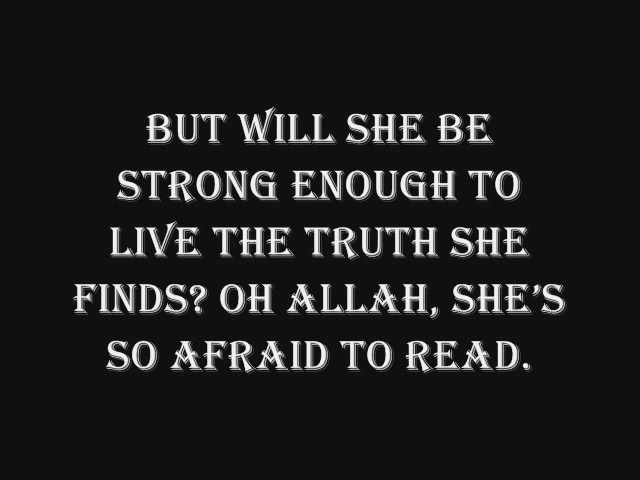 BUT WILL SHE BE
STRONG ENOUGH TO
LIVE THE TRUTH SHE
FINDS? OH ALLAH, SHE'S
SO AFRAID TO READ.